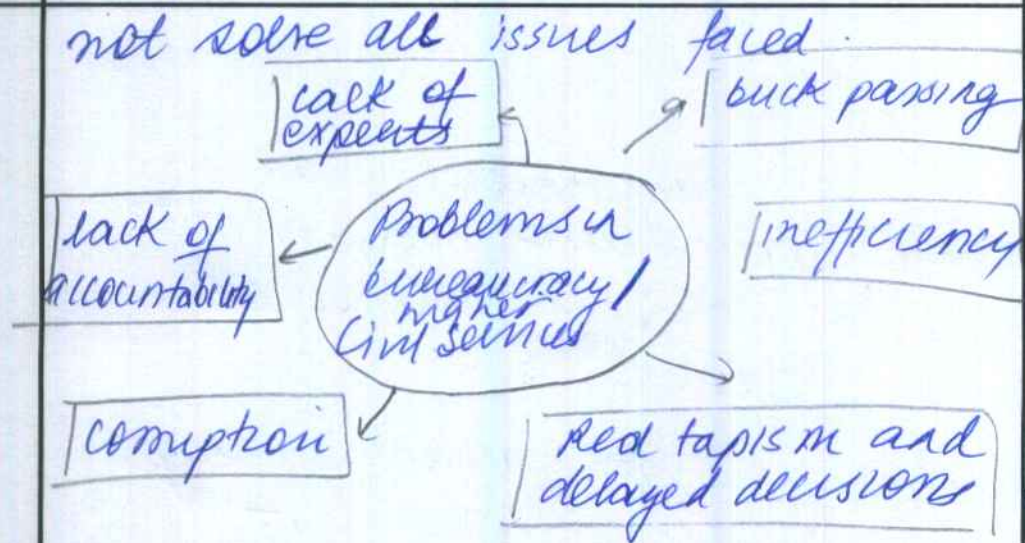 not solve all issues faced.
lack of
experts
buck passing
lack of
accountability
Problems in
bureaucracy/
higher
Civil services
inefficiency
corruption
Red tapism and
delayed decisions